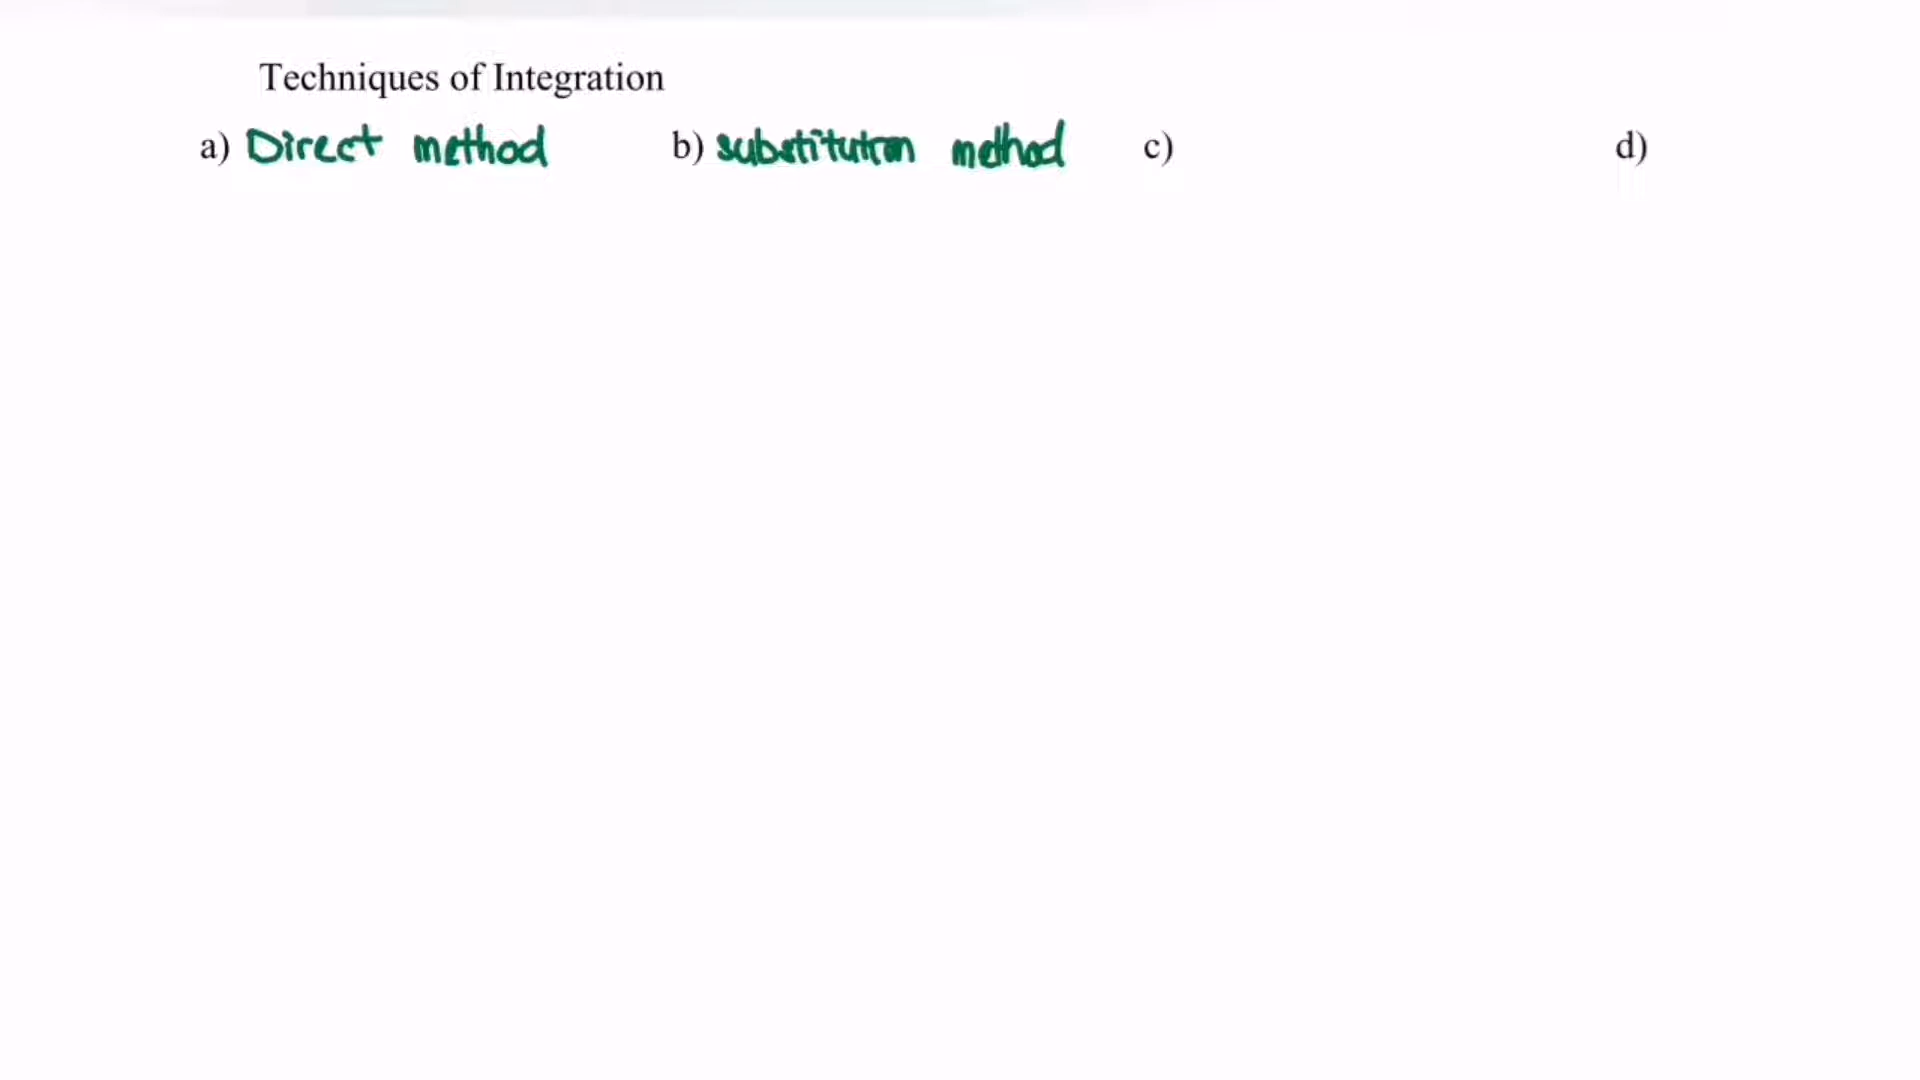 Techniques of Integration
a) Direct method b) substitution method c) d)